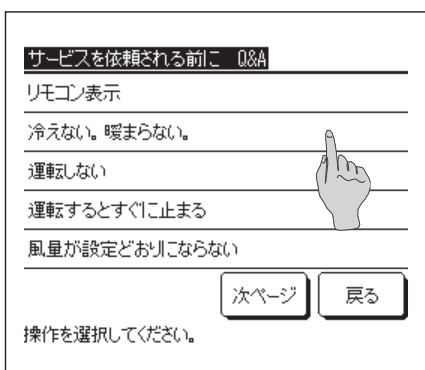 サービスを依頼される前に Q&A
リモコン表示
冷えない。暖まらない。
運転しない
運転するとすぐに止まる
風量が設定どおりにならない
次ページ 戻る
操作を選択してください。